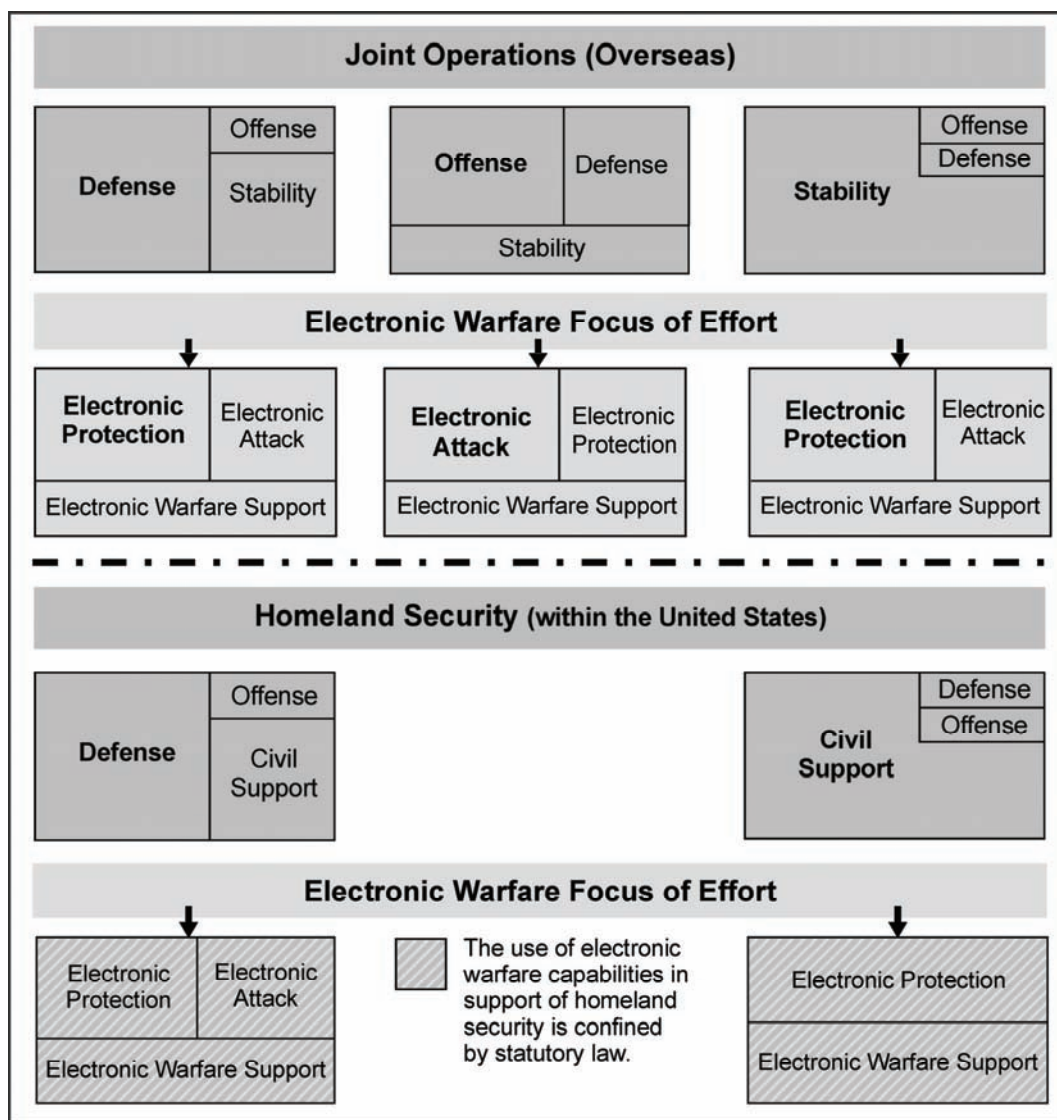 Joint Operations (Overseas)
Defense
Offense
Stability
Offense
Defense
Stability
Stability
Offense
Defense
Electronic Warfare Focus of Effort
Electronic
Protection
Electronic
Attack
Electronic Warfare Support
Electronic
Attack
Electronic
Protection
Electronic Warfare Support
Electronic
Protection
Electronic
Attack
Electronic Warfare Support
Homeland Security (within the United States)
Defense
Offense
Civil
Support
Civil
Support
Defense
Offense
Electronic Warfare Focus of Effort
Electronic
Protection
Electronic
Attack
Electronic Warfare Support
The use of electronic
warfare capabilities in
support of homeland
security is confined
by statutory law.
Electronic Protection
Electronic Warfare Support